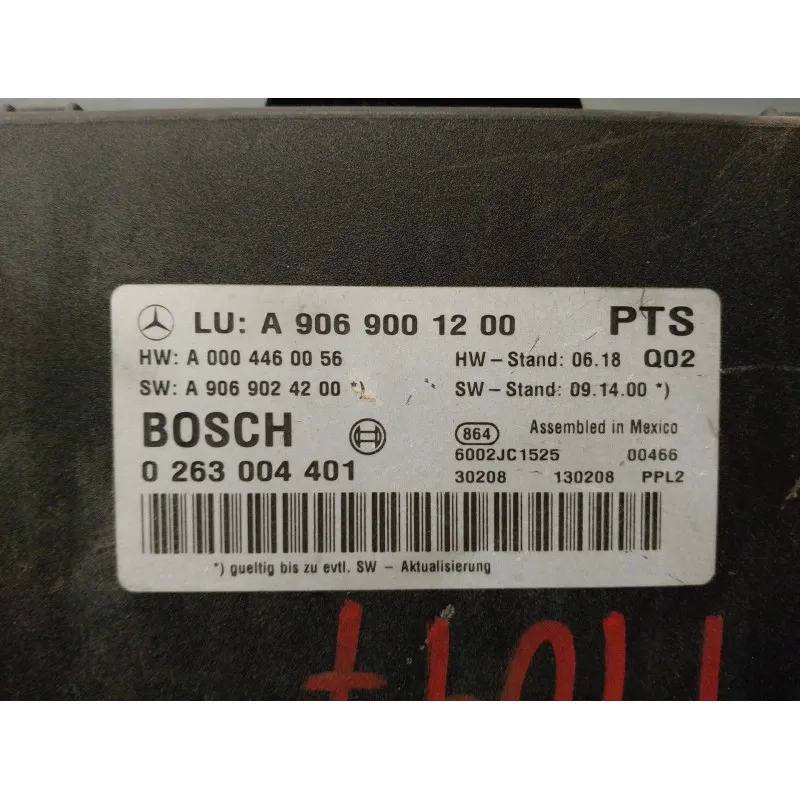 LU: A 906 900 12 00 PTS
HW: A 000 446 00 56 HW - Stand: 06.18 Q02
SW: A 906 902 42 00 *) SW - Stand: 09.14.00 *)
BOSCH 864 Assembled in Mexico
6002JC1525 00466
0 263 004 401 30208 130208 PPL2
*) gueltig bis zu evtl. SW - Aktualisierung